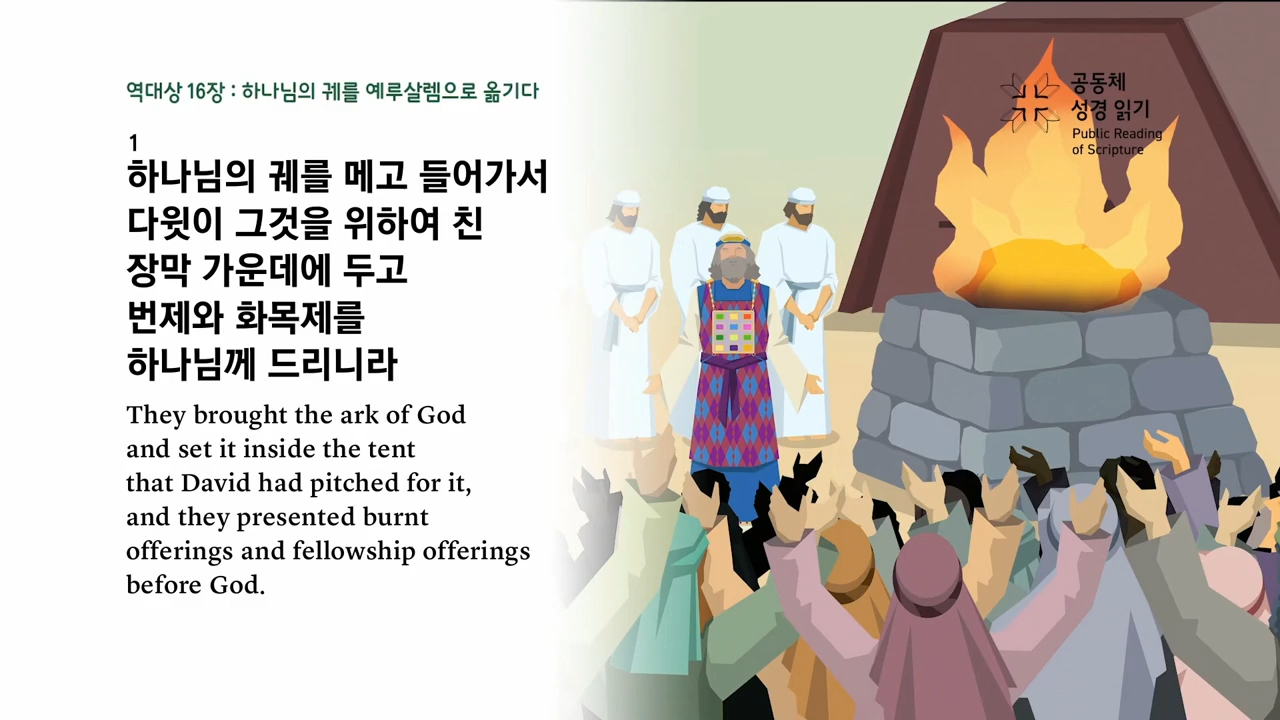 역대상 16장 : 하나님의 궤를 예루살렘으로 옮기다
1
하나님의 궤를 메고 들어가서
다윗이 그것을 위하여 친
장막 가운데에 두고
번제와 화목제를
하나님께 드리니라
They brought the ark of God
and set it inside the tent
that David had pitched for it,
and they presented burnt
offerings and fellowship offerings
before God.
공동체
성경 읽기
Public Reading
of Scripture